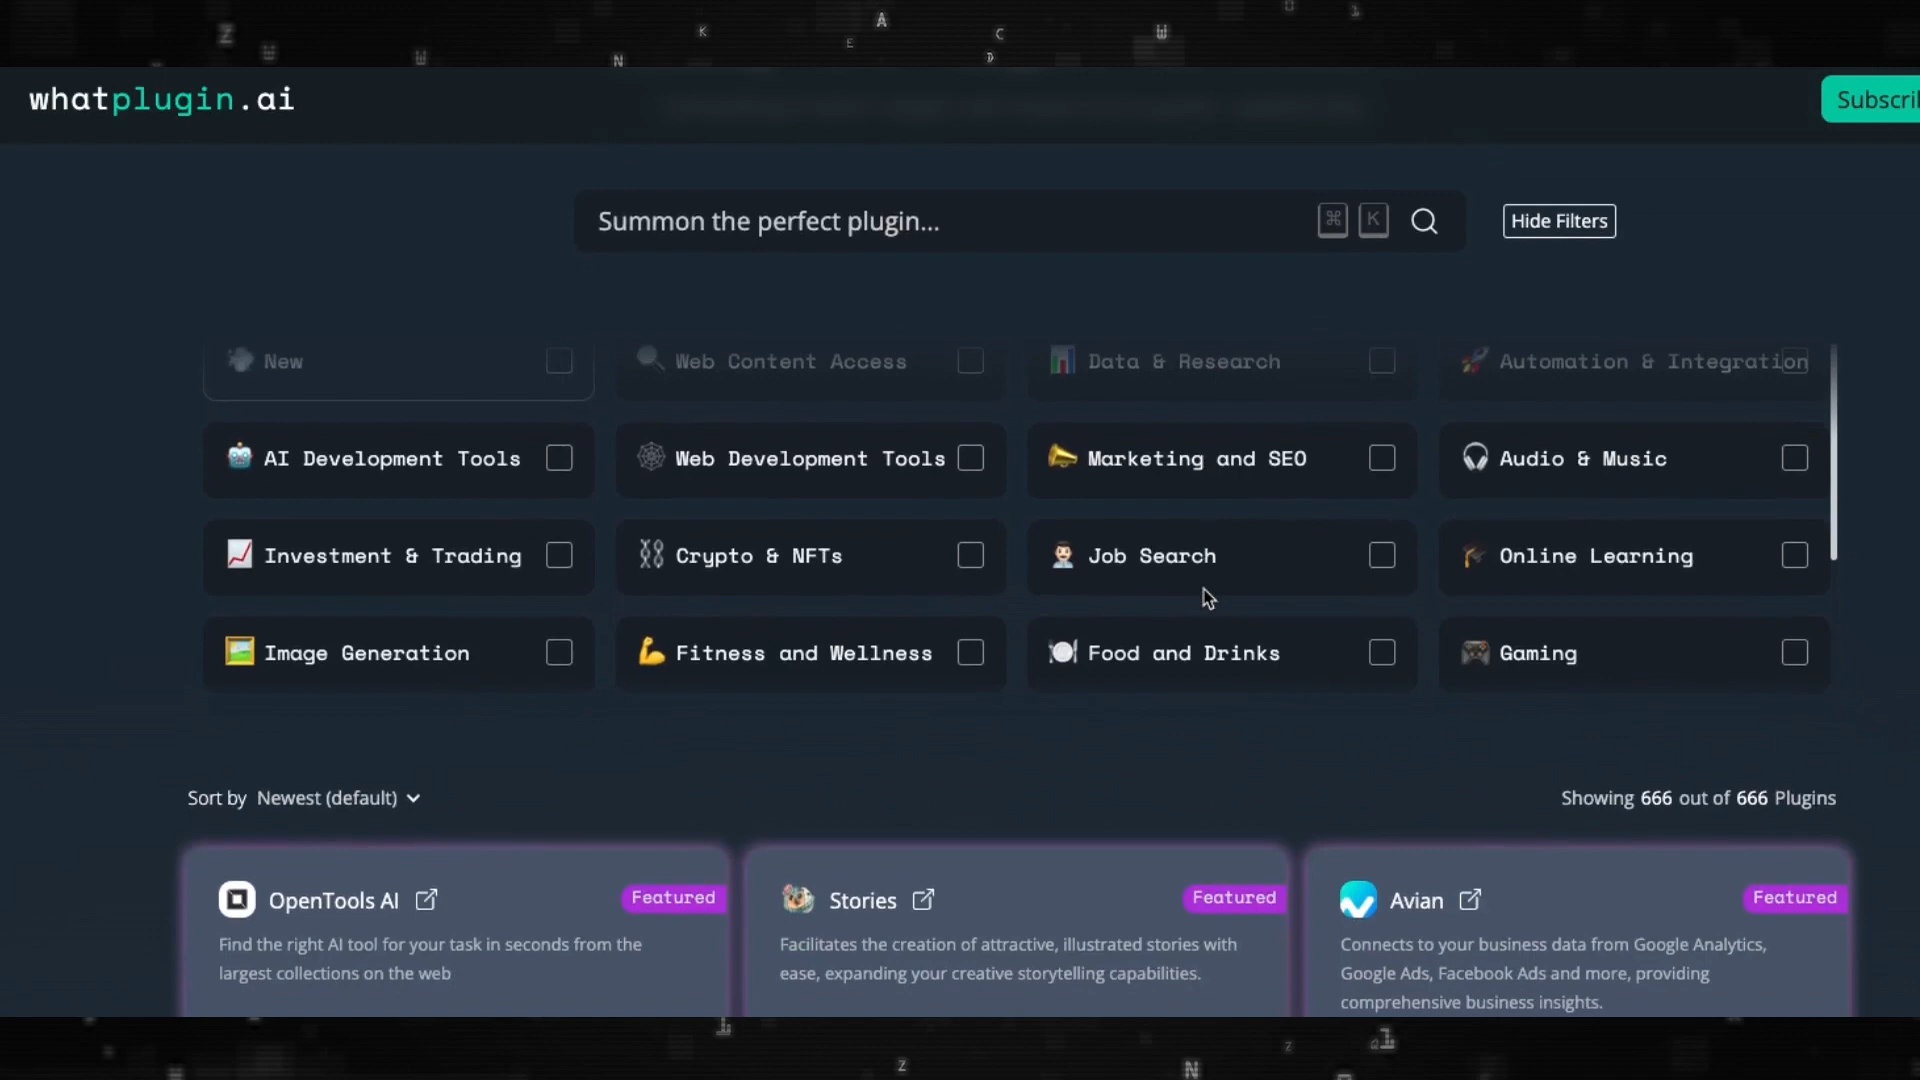 whatplugin.ai
Subscri
Summon the perfect plugin...
⌘ K
Hide Filters
New
Web Content Access
Data & Research
Automation & Integration
AI Development Tools
Web Development Tools
Marketing and SEO
Audio & Music
Investment & Trading
Crypto & NFTs
Job Search
Online Learning
Image Generation
Fitness and Wellness
Food and Drinks
Gaming
Sort by Newest (default)
Showing 666 out of 666 Plugins
OpenTools AI
Featured
Find the right AI tool for your task in seconds from the
largest collections on the web
Stories
Featured
Facilitates the creation of attractive, illustrated stories with
ease, expanding your creative storytelling capabilities.
Avian
Featured
Connects to your business data from Google Analytics,
Google Ads, Facebook Ads and more, providing
comprehensive business insights.